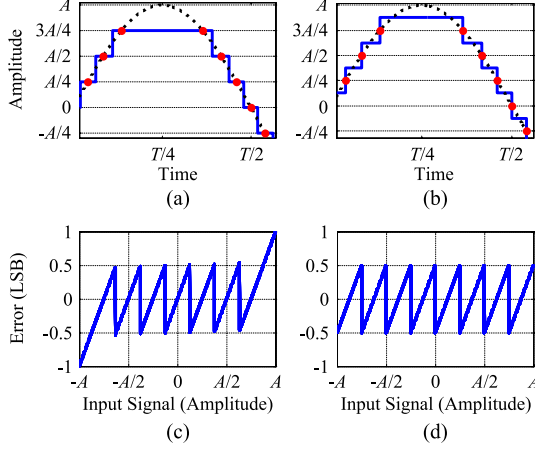 A
3A/4
A/2
A/4
0
-A/4
Amplitude
T/4
T/2
Time
(a)
A
3A/4
A/2
A/4
0
-A/4
T/4
T/2
Time
(b)
1
0.5
0
-0.5
-1
Error (LSB)
-A
-A/2
0
A/2
A
Input Signal (Amplitude)
(c)
1
0.5
0
-0.5
-1
-A
-A/2
0
A/2
A
Input Signal (Amplitude)
(d)